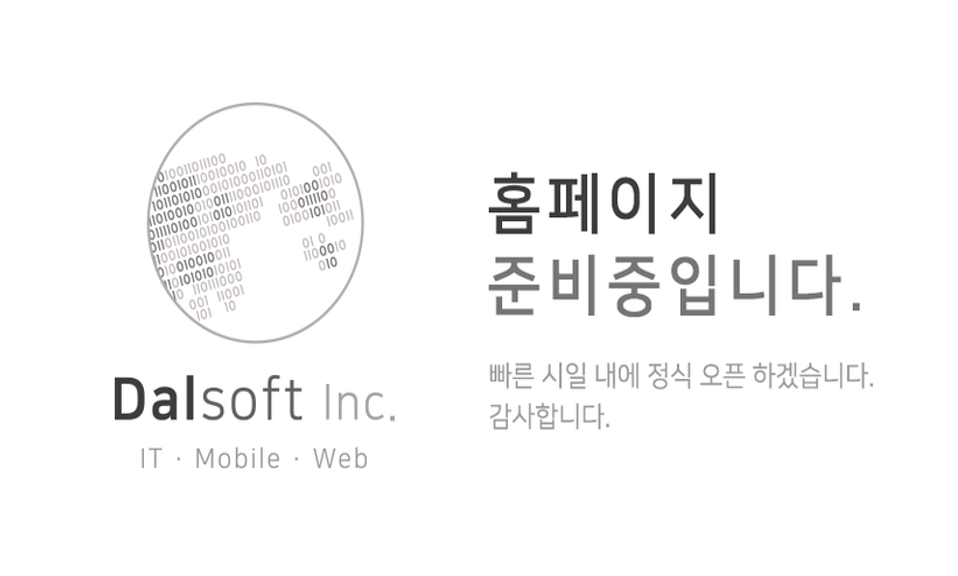 Dalsoft Inc.
IT · Mobile · Web
홈페이지
준비중입니다.
빠른 시일 내에 정식 오픈 하겠습니다.
감사합니다.